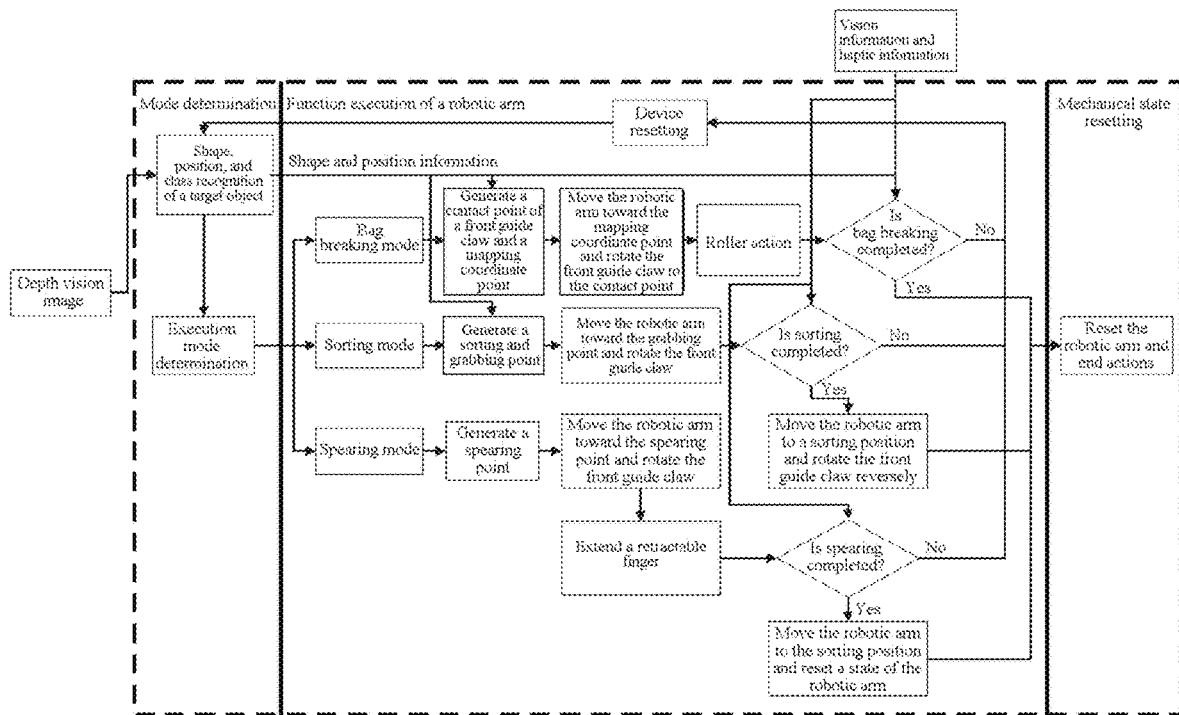 Vision
information and
haptic information
Mode determination
Function execution of a robotic arm
Mechanical state
resetting
Device
resetting
Shape,
position, and
class recognition
of a target object
Shape and position information
Bag
breaking mode
Generate a
contact point of
a front guide
claw and a
mapping
coordinate
point
Move the robotic
arm toward the
mapping
coordinate point
and rotate the
front guide claw to
the contact point
Roller action
Is
bag breaking
completed?
No
Yes
Depth vision
image
Execution
mode
determination
Sorting mode
Generate a
sorting and
grabbing point
Move the robotic arm
toward the grabbing
point and rotate the front
guide claw
Is sorting
completed?
No
Yes
Reset the
robotic arm and
end actions
Spearing mode
Generate a
spearing point
Move the robotic arm
toward the spearing
point and rotate the
front guide claw
Move the robotic arm
to a sorting position
and rotate the front
guide claw reversely
Extend a retractable
finger
Is spearing
completed?
No
Yes
Move the robotic arm
to the sorting position
and reset a state of the
robotic arm